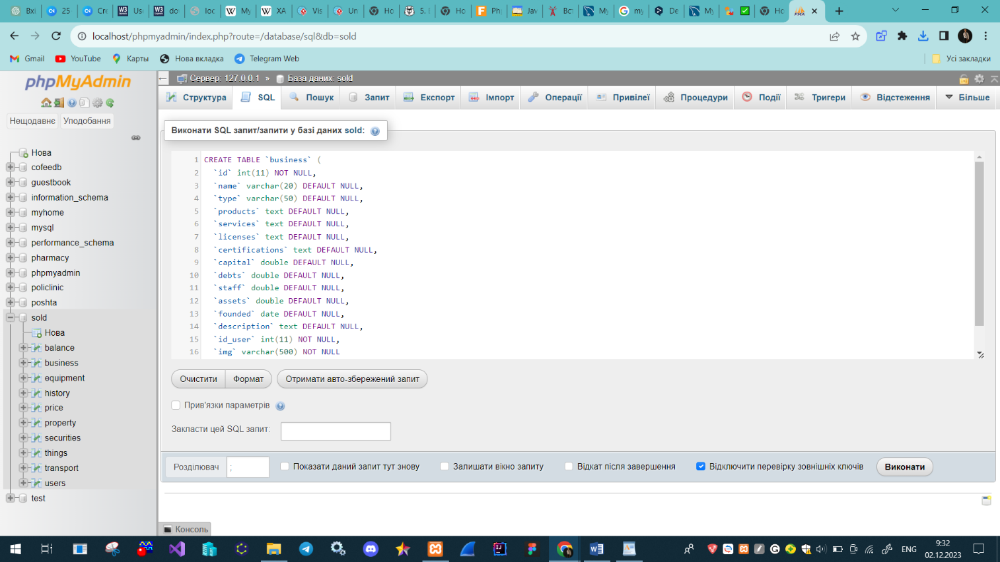 25
localhost/phpmyadmin/index.php?route=/database/sql&db=sold
Gmail
YouTube
Карты
Нова вкладка
Telegram Web
Усі закладки
phpMyAdmin
Нещодавнє
Уподобання
Нова
cofeedb
guestbook
information_schema
myhome
mysql
performance_schema
pharmacy
phpmyadmin
policlinic
poshta
sold
Нова
balance
business
equipment
history
price
property
securities
things
transport
users
test
Сервер: 127.0.0.1 » База даних: sold
Структура
SQL
Пошук
Запит
Експорт
Імпорт
Операції
Привілеї
Процедури
Події
Тригери
Відстеження
Більше
Виконати SQL запит/запити у базі даних sold:
1 CREATE TABLE `business` (
2 `id` int(11) NOT NULL,
3 `name` varchar(20) DEFAULT NULL,
4 `type` varchar(50) DEFAULT NULL,
5 `products` text DEFAULT NULL,
6 `services` text DEFAULT NULL,
7 `licenses` text DEFAULT NULL,
8 `certifications` text DEFAULT NULL,
9 `capital` double DEFAULT NULL,
10 `debts` double DEFAULT NULL,
11 `staff` double DEFAULT NULL,
12 `assets` double DEFAULT NULL,
13 `founded` date DEFAULT NULL,
14 `description` text DEFAULT NULL,
15 `id_user` int(11) NOT NULL,
16 `img` varchar(500) NOT NULL
Очистити
Формат
Отримати авто-збережений запит
Прив'язки параметрів
Закласти цей SQL запит:
Розділювач ;
Показати даний запит тут знову
Залишати вікно запиту
Відкат після завершення
Відключити перевірку зовнішніх ключів
Виконати
Консоль
ENG
9:32
02.12.2023